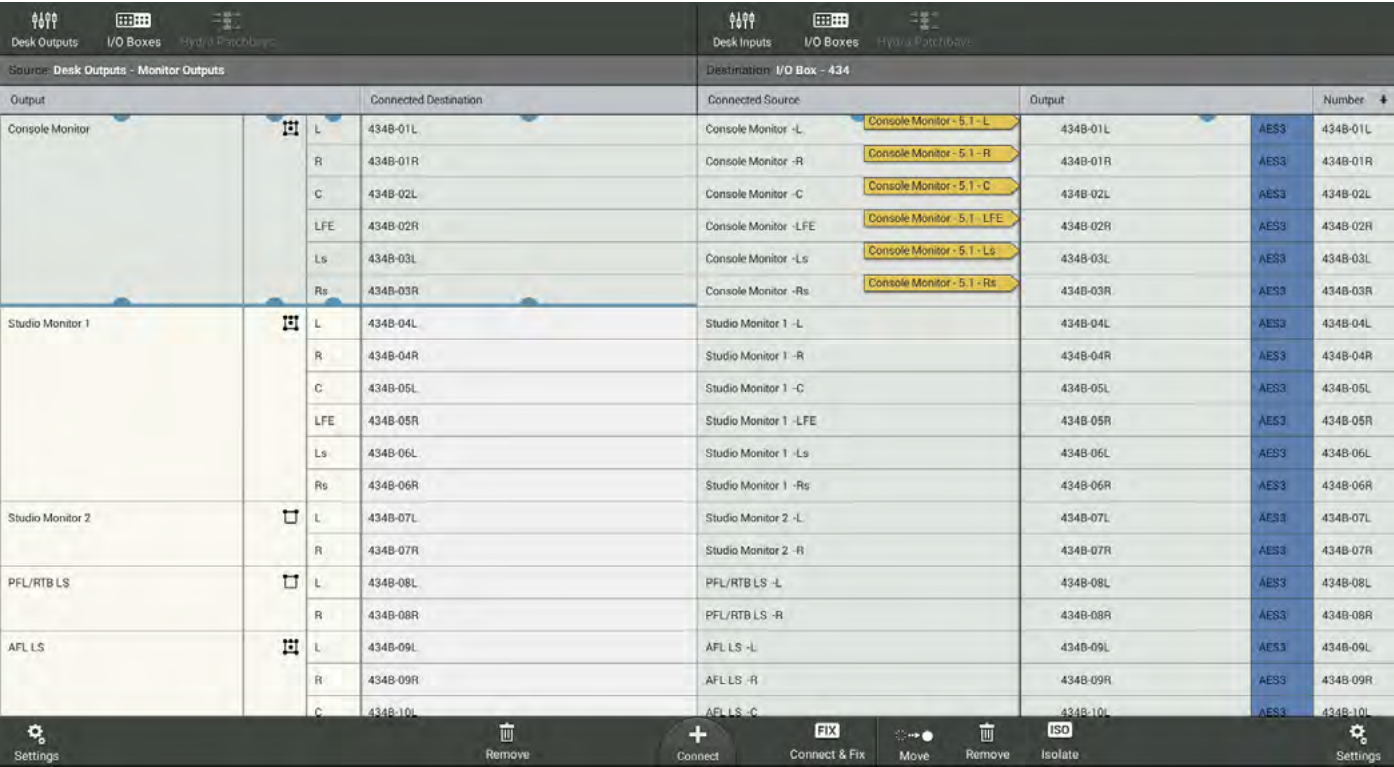 Desk Outputs I/O Boxes Hydra Patchbays Desk Inputs I/O Boxes Hydra Patchbays
Source: Desk Outputs - Monitor Outputs Destination: I/O Box - 434
Output Connected Destination Connected Source Output Number
Console Monitor L 434B-01L Console Monitor -L Console Monitor - 5.1 - L 434B-01L AES3 434B-01L
R 434B-01R Console Monitor -R Console Monitor - 5.1 - R 434B-01R AES3 434B-01R
C 434B-02L Console Monitor -C Console Monitor - 5.1 - C 434B-02L AES3 434B-02L
LFE 434B-02R Console Monitor -LFE Console Monitor - 5.1 - LFE 434B-02R AES3 434B-02R
Ls 434B-03L Console Monitor -Ls Console Monitor - 5.1 - Ls 434B-03L AES3 434B-03L
Rs 434B-03R Console Monitor -Rs Console Monitor - 5.1 - Rs 434B-03R AES3 434B-03R
Studio Monitor 1 L 434B-04L Studio Monitor 1 -L 434B-04L AES3 434B-04L
R 434B-04R Studio Monitor 1 -R 434B-04R AES3 434B-04R
C 434B-05L Studio Monitor 1 -C 434B-05L AES3 434B-05L
LFE 434B-05R Studio Monitor 1 -LFE 434B-05R AES3 434B-05R
Ls 434B-06L Studio Monitor 1 -Ls 434B-06L AES3 434B-06L
Rs 434B-06R Studio Monitor 1 -Rs 434B-06R AES3 434B-06R
Studio Monitor 2 L 434B-07L Studio Monitor 2 -L 434B-07L AES3 434B-07L
R 434B-07R Studio Monitor 2 -R 434B-07R AES3 434B-07R
PFL/RTB LS L 434B-08L PFL/RTB LS -L 434B-08L AES3 434B-08L
R 434B-08R PFL/RTB LS -R 434B-08R AES3 434B-08R
AFL LS L 434B-09L AFL LS -L 434B-09L AES3 434B-09L
R 434B-09R AFL LS -R 434B-09R AES3 434B-09R
C 434B-10L AFL LS -C 434B-10L AES3 434B-10L
Settings Remove Connect FIX Connect & Fix Move Remove ISO Isolate Settings